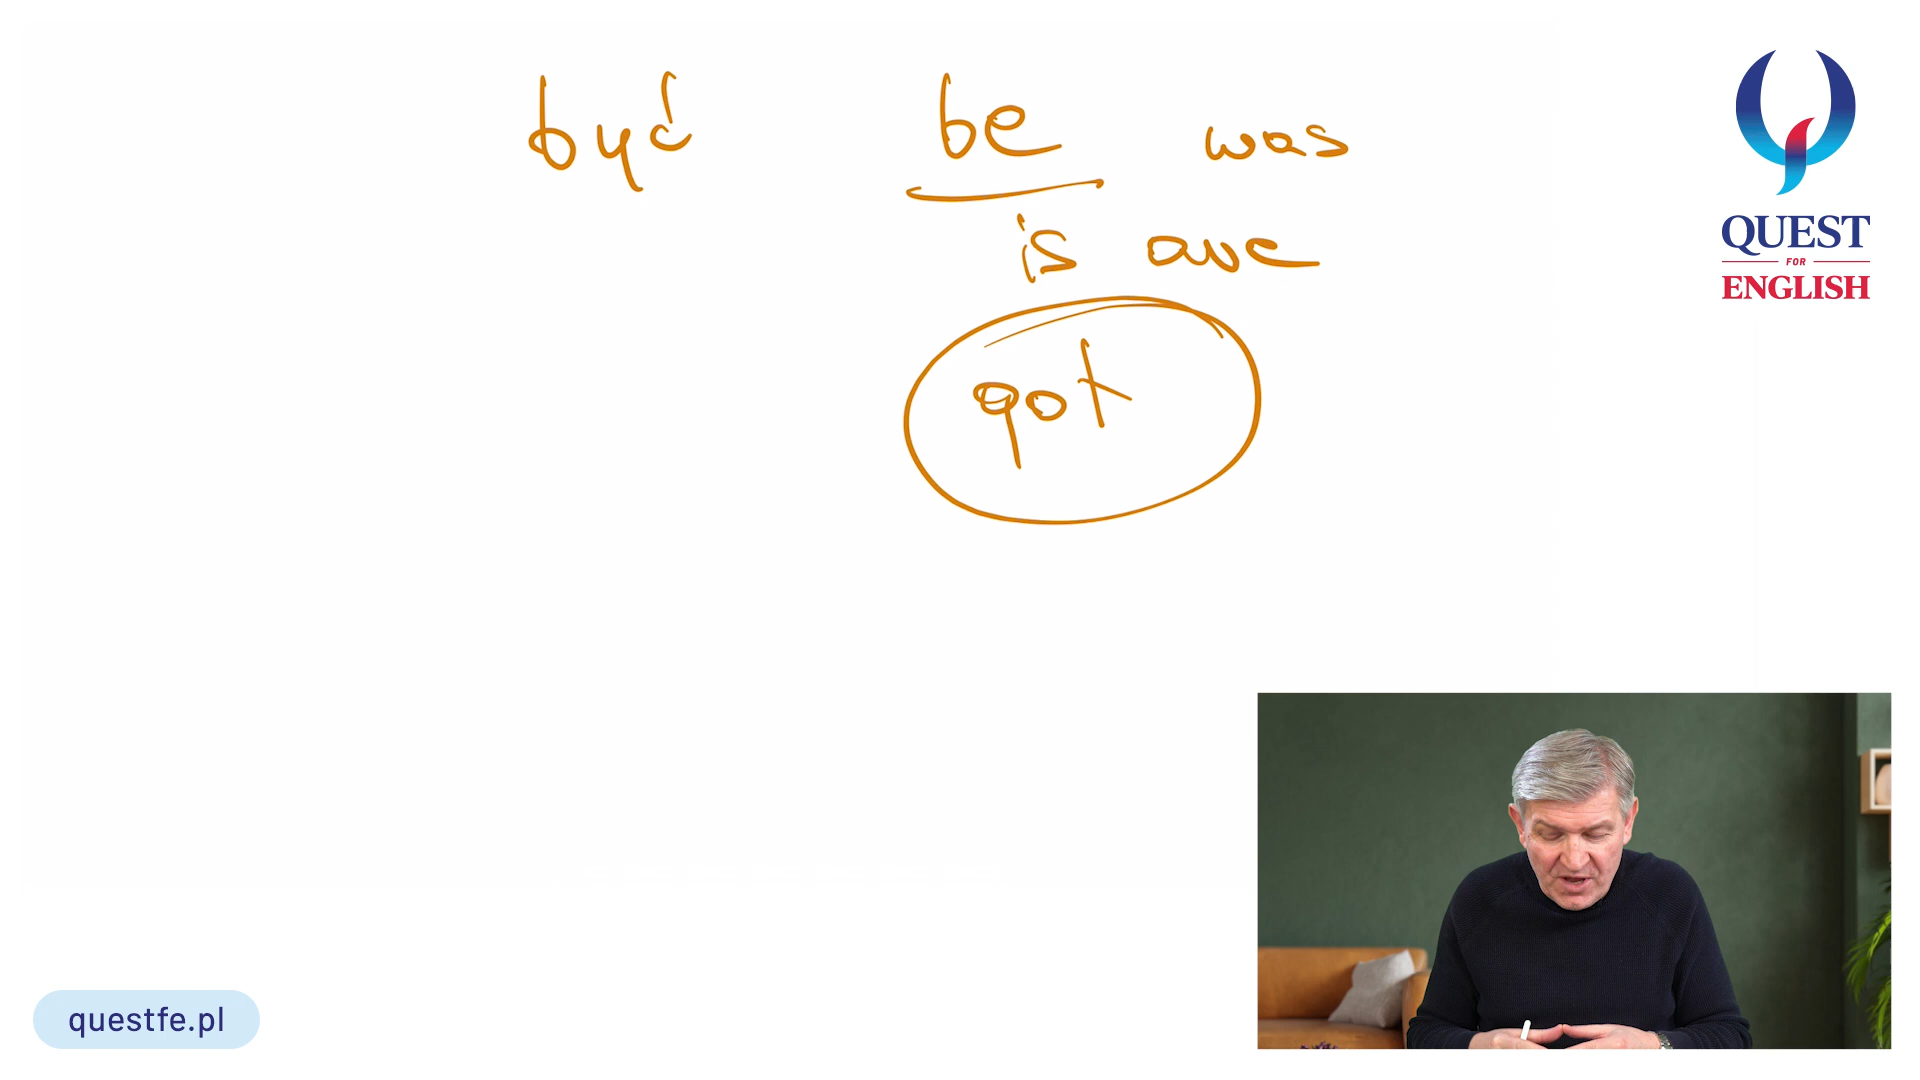 być be was
is are
got
QUEST
FOR
ENGLISH
questfe.pl